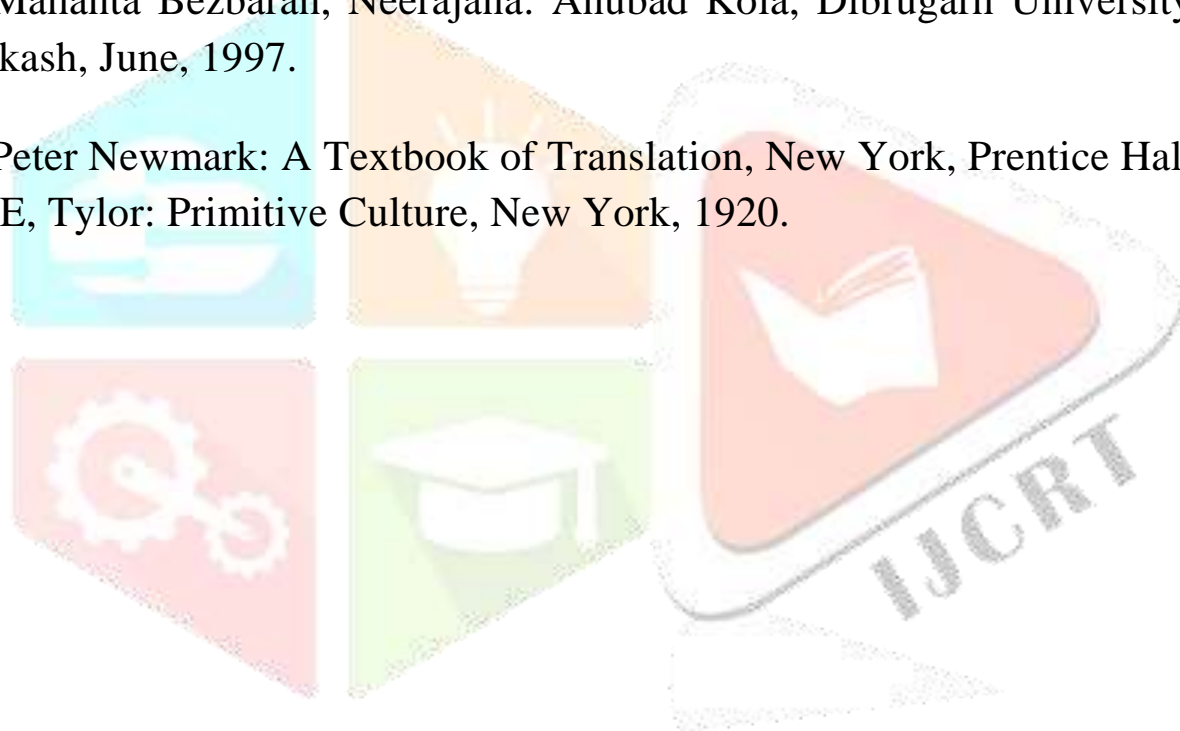 Mahanta Bezbarah, Neerajana: Anubad Kola, Dibrugarh University
kash, June, 1997.
Peter Newmark: A Textbook of Translation, New York, Prentice Hal
E, Tylor: Primitive Culture, New York, 1920.
IJCRT